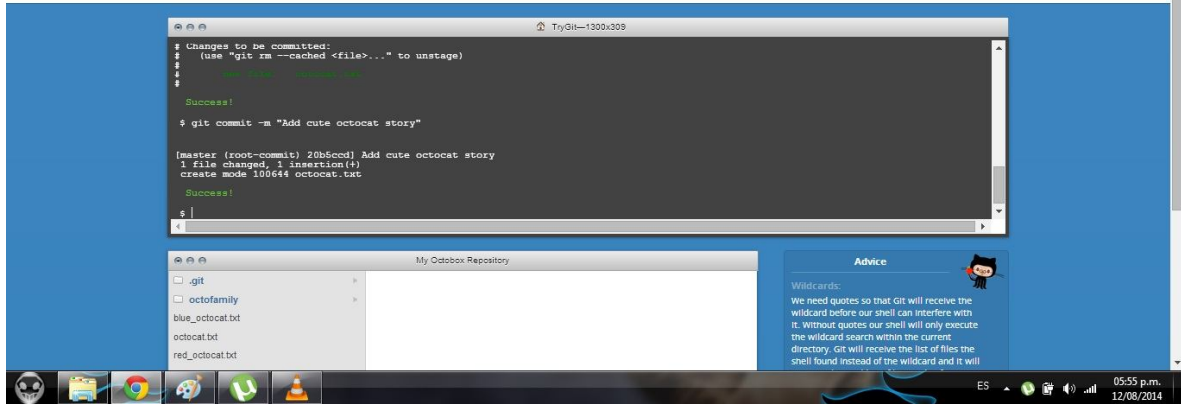 TryGit—1300x309
# Changes to be committed:
#   (use "git rm --cached <file>..." to unstage)
#
#       new file:   octocat.txt
#
Success!
$ git commit -m "Add cute octocat story"
[master (root-commit) 20b5ccd] Add cute octocat story
1 file changed, 1 insertion(+)
create mode 100644 octocat.txt
Success!
$
My Octobox Repository
.git
octofamily
blue_octocat.txt
octocat.txt
red_octocat.txt
Advice
Wildcards:
We need quotes so that Git will receive the
wildcard before our shell can interfere with
it. Without quotes our shell will only execute
the wildcard search within the current
directory. Git will receive the list of files the
shell found instead of the wildcard and it will
ES
05:55 p.m.
12/08/2014